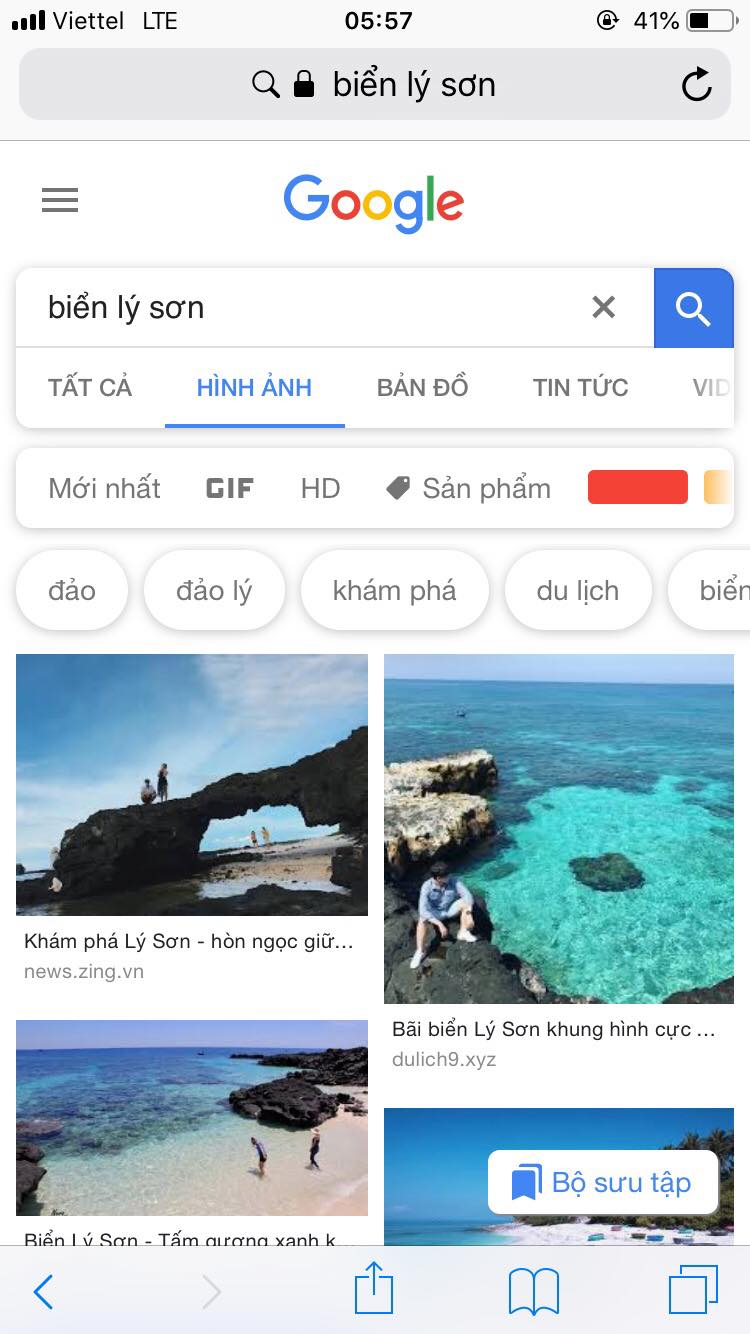 Viettel LTE 05:57 41%
biển lý sơn
Google
biển lý sơn
TẤT CẢ HÌNH ẢNH BẢN ĐỒ TIN TỨC VID
Mới nhất GIF HD Sản phẩm
đảo đảo lý khám phá du lịch biển
Khám phá Lý Sơn - hòn ngọc giữ...
news.zing.vn
Bãi biển Lý Sơn khung hình cực ...
dulich9.xyz
Bộ sưu tập
Biển Lý Sơn - Tấm gương xanh k...